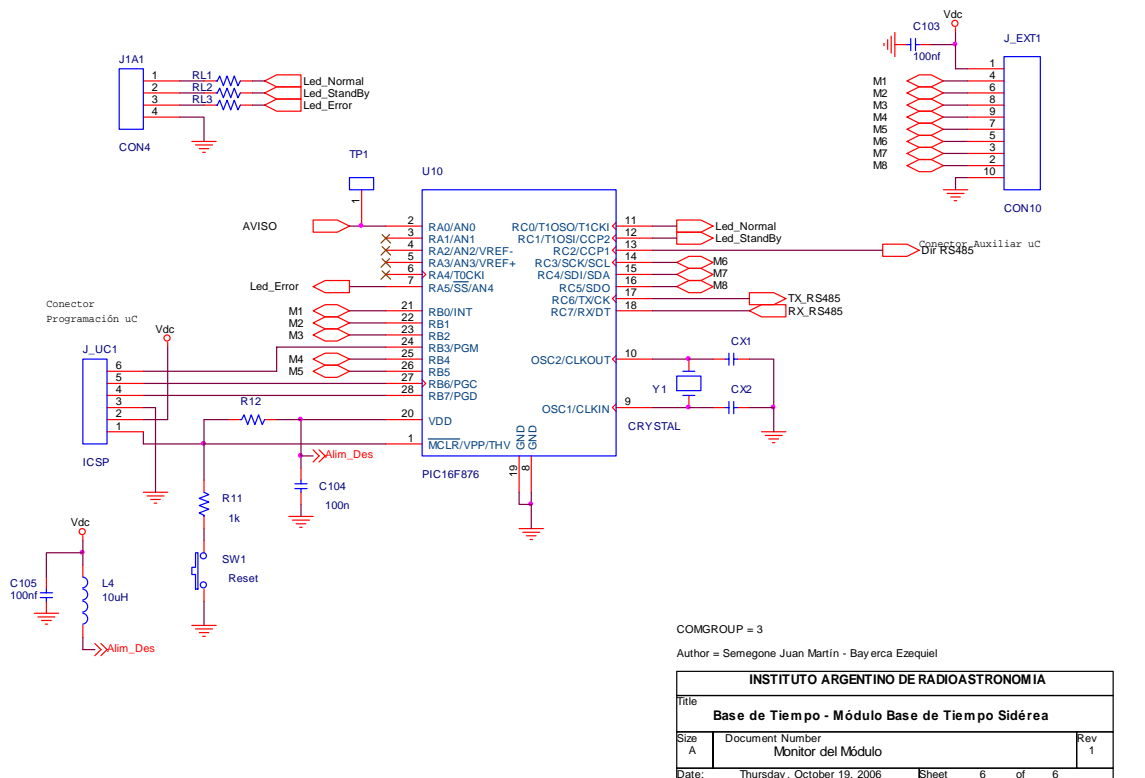 J1A1
1
2
3
4
RL1
RL2
RL3
Led_Normal
Led_StandBy
Led_Error
CON4
Vdc
C103
100nf
J_EXT1
M1
M2
M3
M4
M5
M6
M7
M8
1
4
6
8
9
7
5
3
2
10
CON10
Conector Auxiliar uC
TP1
1
U10
AVISO
Led_Error
M1
M2
M3
M4
M5
2
3
4
5
6
7
21
22
23
24
25
26
27
28
20
1
RA0/AN0
RA1/AN1
RA2/AN2/VREF-
RA3/AN3/VREF+
RA4/T0CKI
RA5/SS/AN4
RB0/INT
RB1
RB2
RB3/PGM
RB4
RB5
RB6/PGC
RB7/PGD
VDD
MCLR/VPP/THV
GND
GND
19
8
RC0/T1OSO/T1CKI
RC1/T1OSI/CCP2
RC2/CCP1
RC3/SCK/SCL
RC4/SDI/SDA
RC5/SDO
RC6/TX/CK
RC7/RX/DT
OSC2/CLKOUT
OSC1/CLKIN
11
12
13
14
15
16
17
18
10
9
Led_Normal
Led_StandBy
Dir RS485
M6
M7
M8
TX_RS485
RX_RS485
CX1
CX2
Y1
CRYSTAL
PIC16F876
Conector
Programación uC
Vdc
J_UC1
6
5
4
3
2
1
ICSP
R12
Alim_Des
C104
100n
R11
1k
SW1
Reset
Vdc
C105
100nf
L4
10uH
Alim_Des
COMGROUP = 3
Author = Semegone Juan Martín - Bayerca Ezequiel
INSTITUTO ARGENTINO DE RADIOASTRONOMIA
Title
Base de Tiempo - Módulo Base de Tiempo Sidérea
Size
A
Document Number
Monitor del Módulo
Rev
1
Date: Thursday, October 19, 2006 Sheet 6 of 6